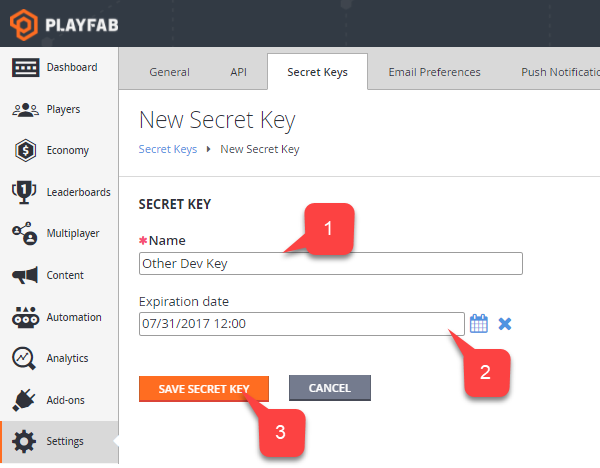 PLAYFAB
Dashboard
Players
Economy
Leaderboards
Multiplayer
Content
Automation
Analytics
Add-ons
Settings
General API Secret Keys Email Preferences Push Notificatio
New Secret Key
Secret Keys New Secret Key
SECRET KEY
*Name
1
Other Dev Key
Expiration date
07/31/2017 12:00
2
SAVE SECRET KEY CANCEL
3